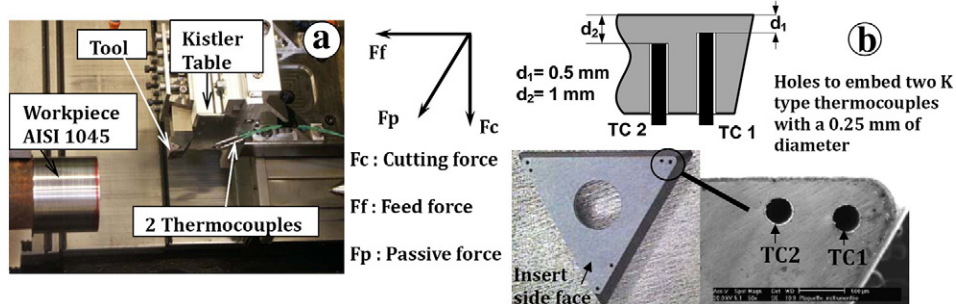 a
Tool
Kistler
Table
Workpiece
AISI 1045
2 Thermocouples
Ff
Fp
Fc
Fc : Cutting force
Ff : Feed force
Fp : Passive force
b
d₂
d₁
d₁= 0.5 mm
d₂= 1 mm
TC 2
TC 1
Holes to embed two K
type thermocouples
with a 0.25 mm of
diameter
Insert
side face
TC2
TC1